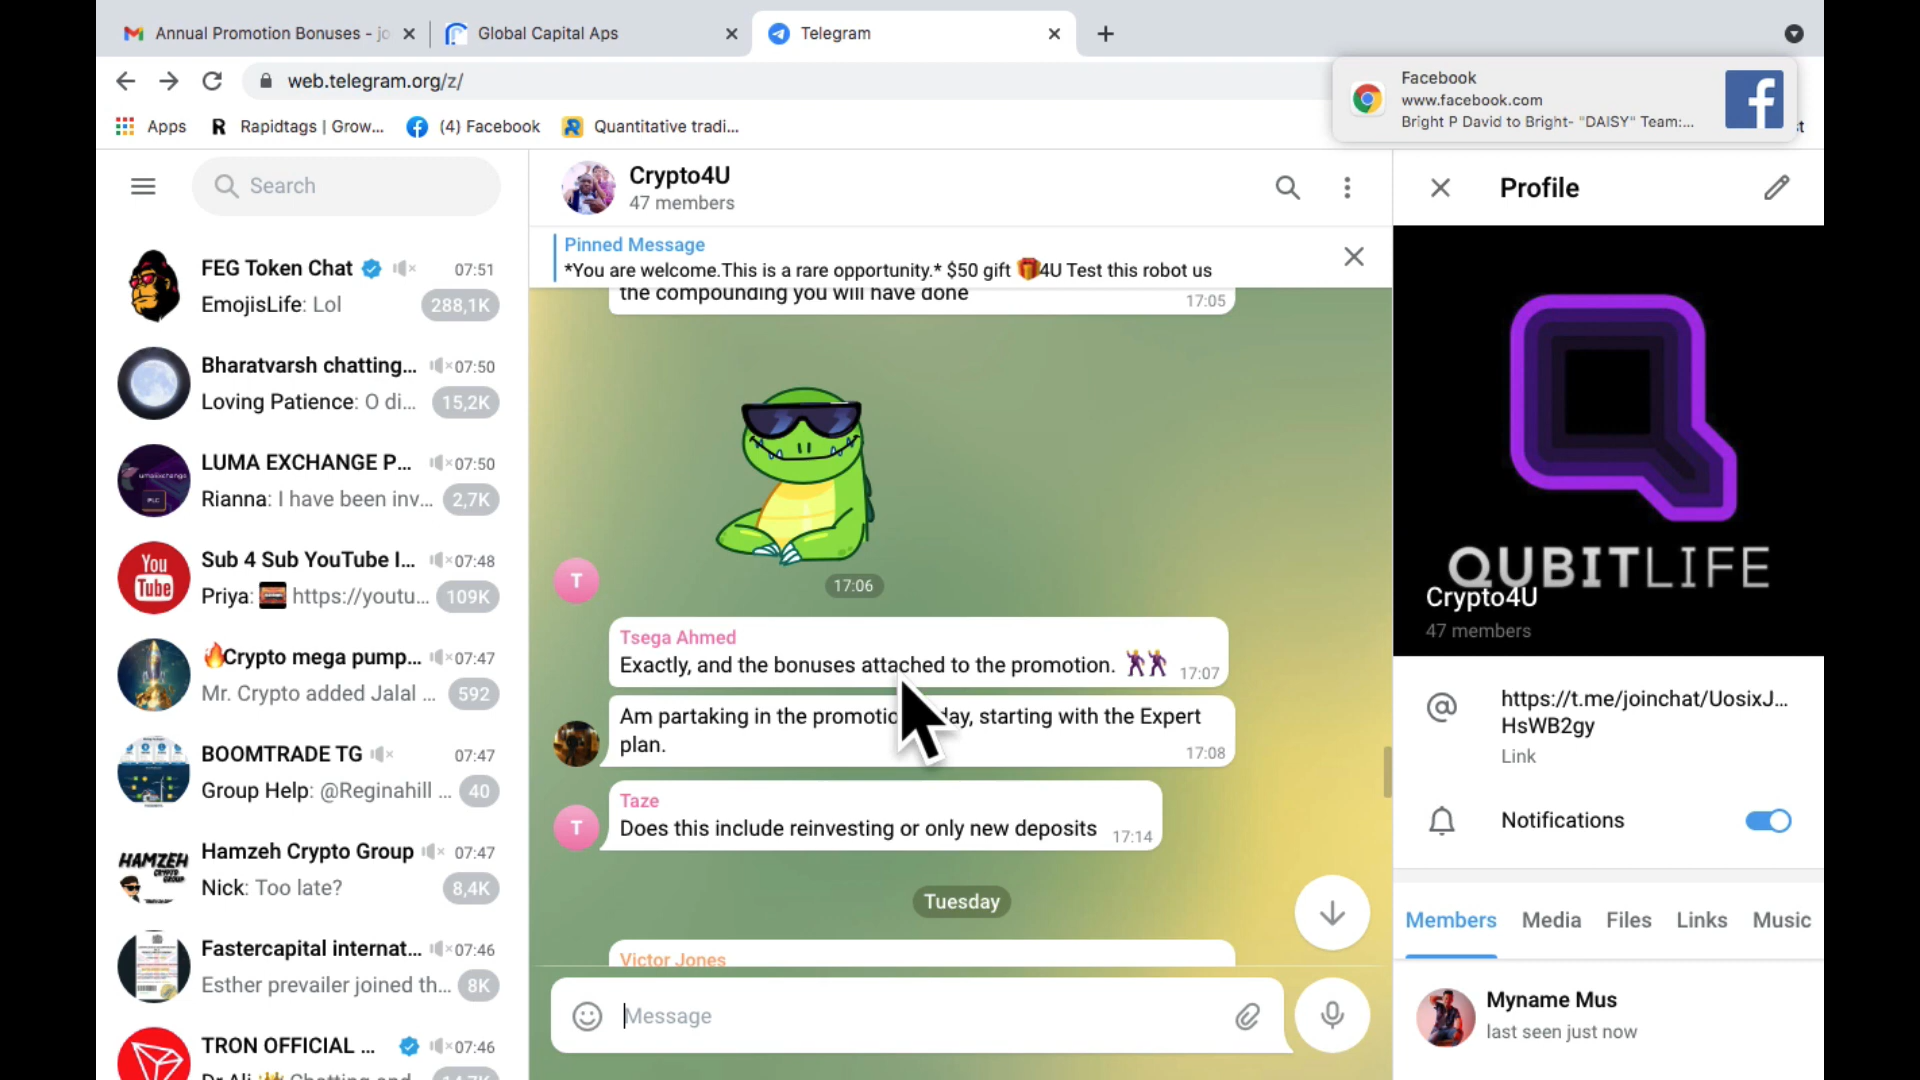 Annual Promotion Bonuses - jo
Global Capital Aps
Telegram
web.telegram.org/z/
Facebook
www.facebook.com
Bright P David to Bright- "DAISY" Team:...
Apps
Rapidtags | Grow...
(4) Facebook
Quantitative tradi...
Search
Crypto4U
47 members
Profile
Pinned Message
*You are welcome.This is a rare opportunity.* $50 gift 🎁4U Test this robot us
FEG Token Chat
07:51
EmojisLife: Lol
288,1K
Bharatvarsh chatting...
07:50
Loving Patience: O di...
15,2K
LUMA EXCHANGE P...
07:50
Rianna: I have been inv...
2,7K
You
Tube
Sub 4 Sub YouTube I...
07:48
Priya: https://youtu...
109K
🔥Crypto mega pump...
07:47
Mr. Crypto added Jalal ...
592
BOOMTRADE TG
07:47
Group Help: @Reginahill ...
40
HAMZEH
CRYPTO
GROUP
Hamzeh Crypto Group
07:47
Nick: Too late?
8,4K
Fastercapital internat...
07:46
Esther prevailer joined th...
8K
TRON OFFICIAL ...
07:46
the compounding you will have done
17:05
T
17:06
Tsega Ahmed
Exactly, and the bonuses attached to the promotion. 🕺🕺
17:07
Am partaking in the promotio day, starting with the Expert
plan.
17:08
Taze
T
Does this include reinvesting or only new deposits
17:14
Tuesday
Victor Jones
Message
QUBITLIFE
Crypto4U
47 members
https://t.me/joinchat/UosixJ...
HsWB2gy
Link
Notifications
Members
Media
Files
Links
Music
Myname Mus
last seen just now